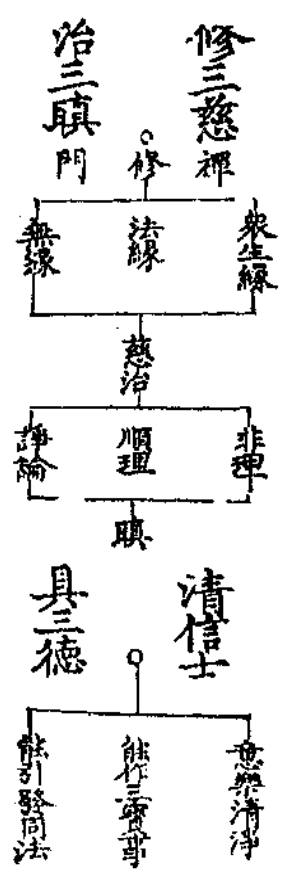 修三慈禪
治三瞋門
修
眾生緣
法緣
無緣
慈治
非理
順理
諍論
瞋
清信士
具三德
意樂清淨
能作三寶事
能引發同法